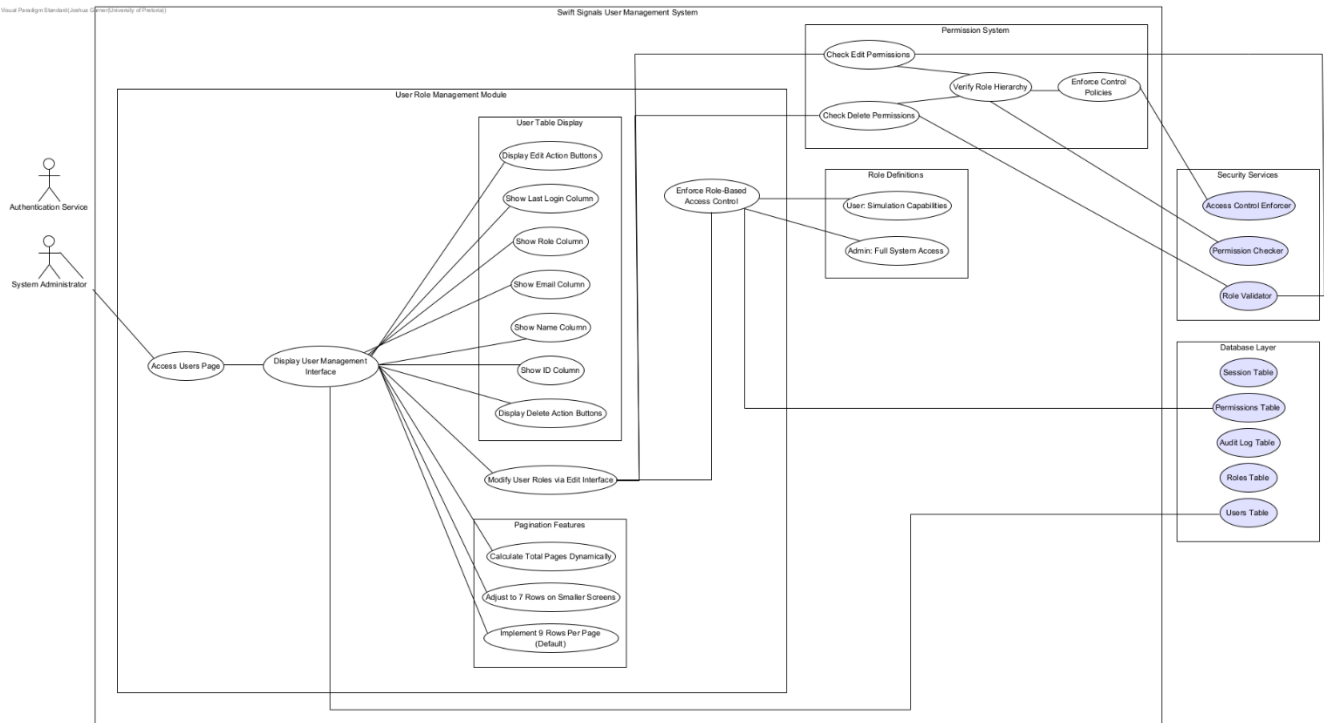 Visual Paradigm Standard(Joshua Garner(University of Pretoria))
Swift Signals User Management System
Permission System
Check Edit Permissions
Verify Role Hierarchy
Enforce Control
Policies
Check Delete Permissions
User Role Management Module
User Table Display
Display Edit Action Buttons
Show Last Login Column
Show Role Column
Show Email Column
Show Name Column
Show ID Column
Display Delete Action Buttons
Authentication Service
System Administrator
Access Users Page
Display User Management
Interface
Enforce Role-Based
Access Control
Role Definitions
User: Simulation Capabilities
Admin: Full System Access
Security Services
Access Control Enforcer
Permission Checker
Role Validator
Database Layer
Session Table
Permissions Table
Audit Log Table
Roles Table
Users Table
Modify User Roles via Edit Interface
Pagination Features
Calculate Total Pages Dynamically
Adjust to 7 Rows on Smaller Screens
Implement 9 Rows Per Page
(Default)